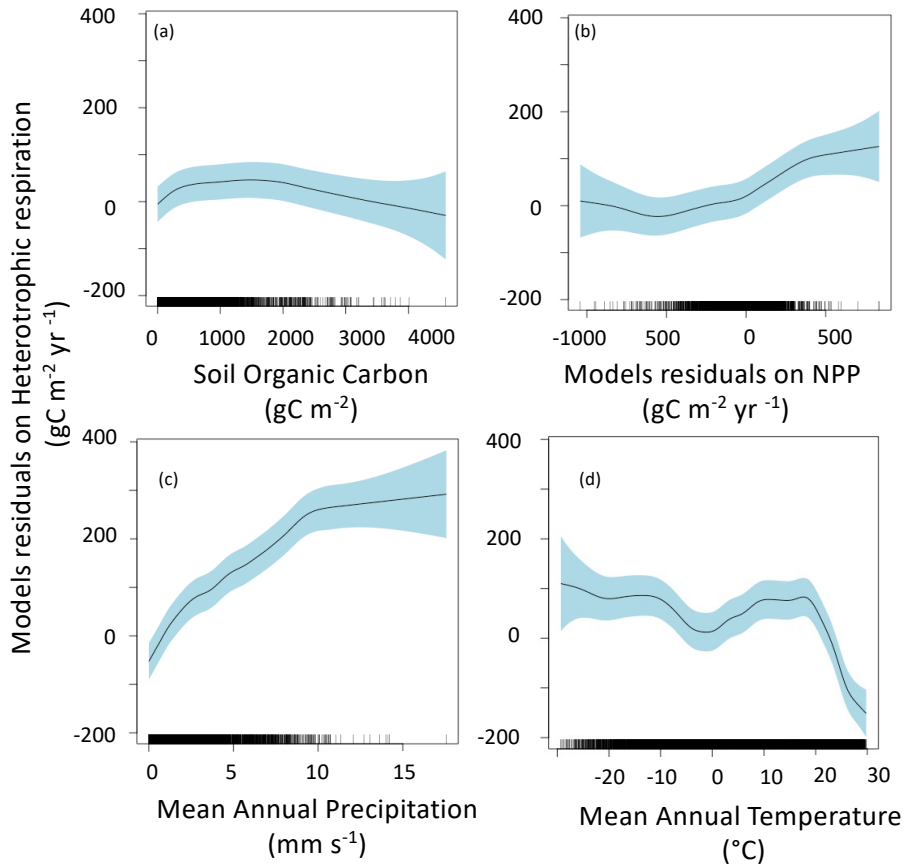 Models residuals on Heterotrophic respiration
(gC m-2 yr -1)
(a)
400
200
0
-200
0 1000 2000 3000 4000
Soil Organic Carbon
(gC m-2)
(b)
400
200
0
-200
-1000 500 0 500
Models residuals on NPP
(gC m-2 yr -1)
(c)
400
200
0
-200
0 5 10 15
Mean Annual Precipitation
(mm s-1)
(d)
400
200
0
-200
-20 -10 0 10 20 30
Mean Annual Temperature
(°C)